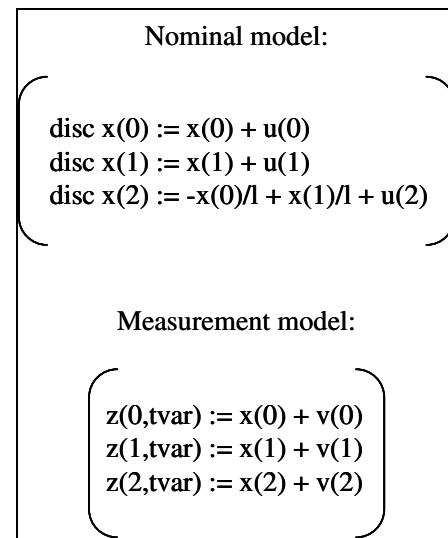 Nominal model:
disc x(0) := x(0) + u(0)
disc x(1) := x(1) + u(1)
disc x(2) := -x(0)/l + x(1)/l + u(2)
Measurement model:
z(0,tvar) := x(0) + v(0)
z(1,tvar) := x(1) + v(1)
z(2,tvar) := x(2) + v(2)